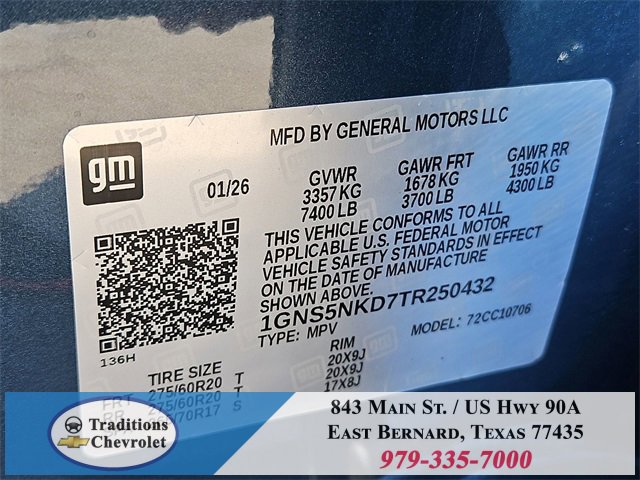 MFD BY GENERAL MOTORS LLC
gm
01/26
GVWR
3357 KG
7400 LB
GAWR FRT
1678 KG
3700 LB
GAWR RR
1950 KG
4300 LB
THIS VEHICLE CONFORMS TO ALL
APPLICABLE U.S. FEDERAL MOTOR
VEHICLE SAFETY STANDARDS IN EFFECT
ON THE DATE OF MANUFACTURE
SHOWN ABOVE.
1GNS5NKD7TR250432
TYPE: MPV
MODEL: 72CC10706
136H
TIRE SIZE
RIM
FRT 275/60R20 T 20X9J
RR 275/60R20 T 20X9J
70R17 S 17X8J
Traditions
Chevrolet
843 Main St. / US Hwy 90A
East Bernard, Texas 77435
979-335-7000